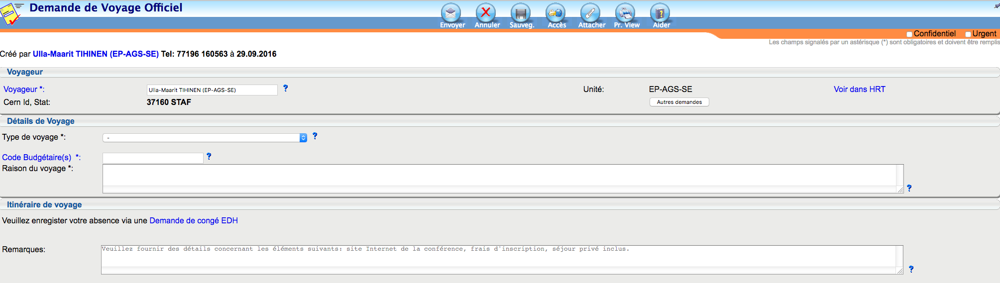 Demande de Voyage Officiel
Envoyer Annuler Sauveg. Accès Attacher Pr. View Aider
Confidentiel Urgent
Les champs signalés par un astérisque (*) sont obligatoires et doivent être remplis
Créé par Ulla-Maarit TIHINEN (EP-AGS-SE) Tel: 77196 160563 à 29.09.2016
Voyageur
Voyageur *: Ulla-Maarit TIHINEN (EP-AGS-SE) ? Unité: EP-AGS-SE Voir dans HRT
Cern Id, Stat: 37160 STAF Autres demandes
Détails de Voyage
Type de voyage *: - ?
Code Budgétaire(s) *: ?
Raison du voyage *:
?
Itinéraire de voyage
Veuillez enregister votre absence via une Demande de congé EDH
Remarques: Veuillez fournir des détails concernant les éléments suivants: site Internet de la conférence, frais d'inscription, séjour privé inclus.
?